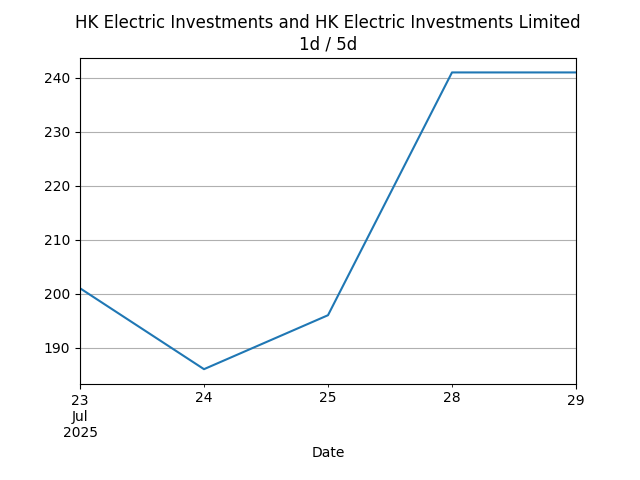 HK Electric Investments and HK Electric Investments Limited
1d / 5d
240
230
220
210
200
190
23 24 25 28 29
Jul
2025
Date